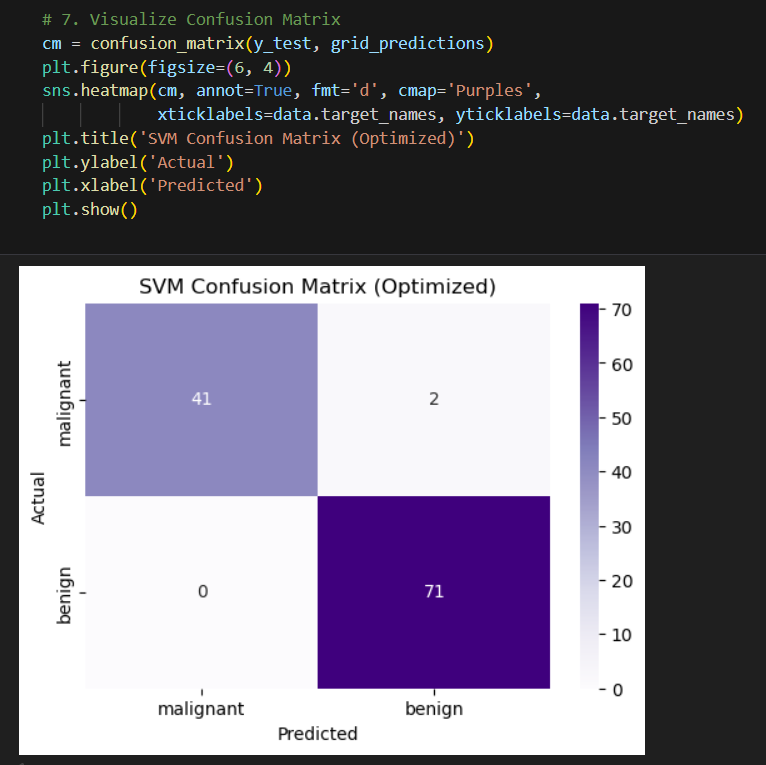 # 7. Visualize Confusion Matrix
cm = confusion_matrix(y_test, grid_predictions)
plt.figure(figsize=(6, 4))
sns.heatmap(cm, annot=True, fmt='d', cmap='Purples',
            xticklabels=data.target_names, yticklabels=data.target_names)
plt.title('SVM Confusion Matrix (Optimized)')
plt.ylabel('Actual')
plt.xlabel('Predicted')
plt.show()
SVM Confusion Matrix (Optimized)
Actual
malignant
benign
41 2
0 71
malignant benign
Predicted
70
60
50
40
30
20
10
0